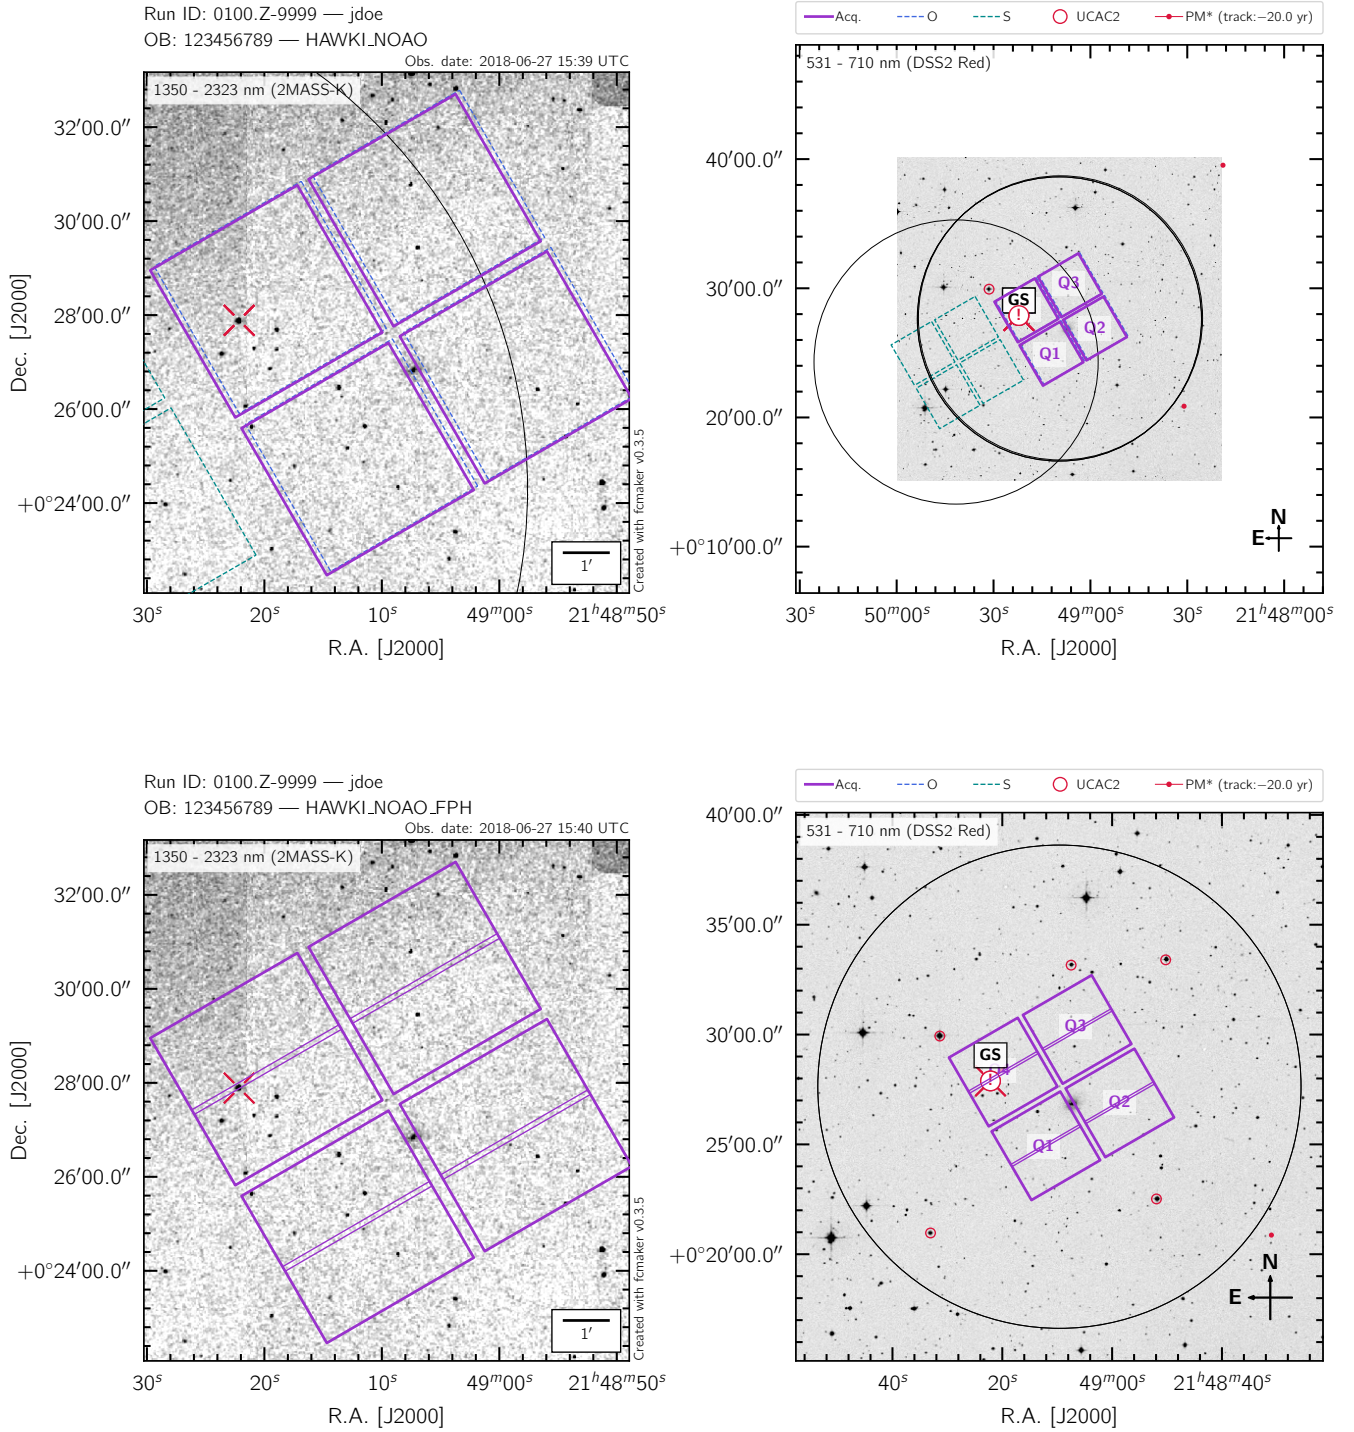 Run ID: 0100.Z-9999 — jdoe
OB: 123456789 — HAWKI_NOAO
Obs. date: 2018-06-27 15:39 UTC
1350 - 2323 nm (2MASS-K)
32′00.0″
30′00.0″
28′00.0″
26′00.0″
+0°24′00.0″
Dec. [J2000]
1′
Created with fcmaker v0.3.5
30ˢ 20ˢ 10ˢ 49ᵐ00ˢ 21ʰ48ᵐ50ˢ
R.A. [J2000]
Acq. O S UCAC2 PM* (track:−20.0 yr)
531 - 710 nm (DSS2 Red)
40′00.0″
30′00.0″
20′00.0″
+0°10′00.0″
GS
!
Q3
Q2
Q1
N
E
30ˢ 50ᵐ00ˢ 30ˢ 49ᵐ00ˢ 30ˢ 21ʰ48ᵐ00ˢ
R.A. [J2000]
Run ID: 0100.Z-9999 — jdoe
OB: 123456789 — HAWKI_NOAO_FPH
Obs. date: 2018-06-27 15:40 UTC
1350 - 2323 nm (2MASS-K)
32′00.0″
30′00.0″
28′00.0″
26′00.0″
+0°24′00.0″
Dec. [J2000]
1′
Created with fcmaker v0.3.5
30ˢ 20ˢ 10ˢ 49ᵐ00ˢ 21ʰ48ᵐ50ˢ
R.A. [J2000]
Acq. O S UCAC2 PM* (track:−20.0 yr)
531 - 710 nm (DSS2 Red)
40′00.0″
35′00.0″
30′00.0″
25′00.0″
+0°20′00.0″
Q3
GS
!
Q2
Q1
N
E
40ˢ 20ˢ 49ᵐ00ˢ 21ʰ48ᵐ40ˢ
R.A. [J2000]